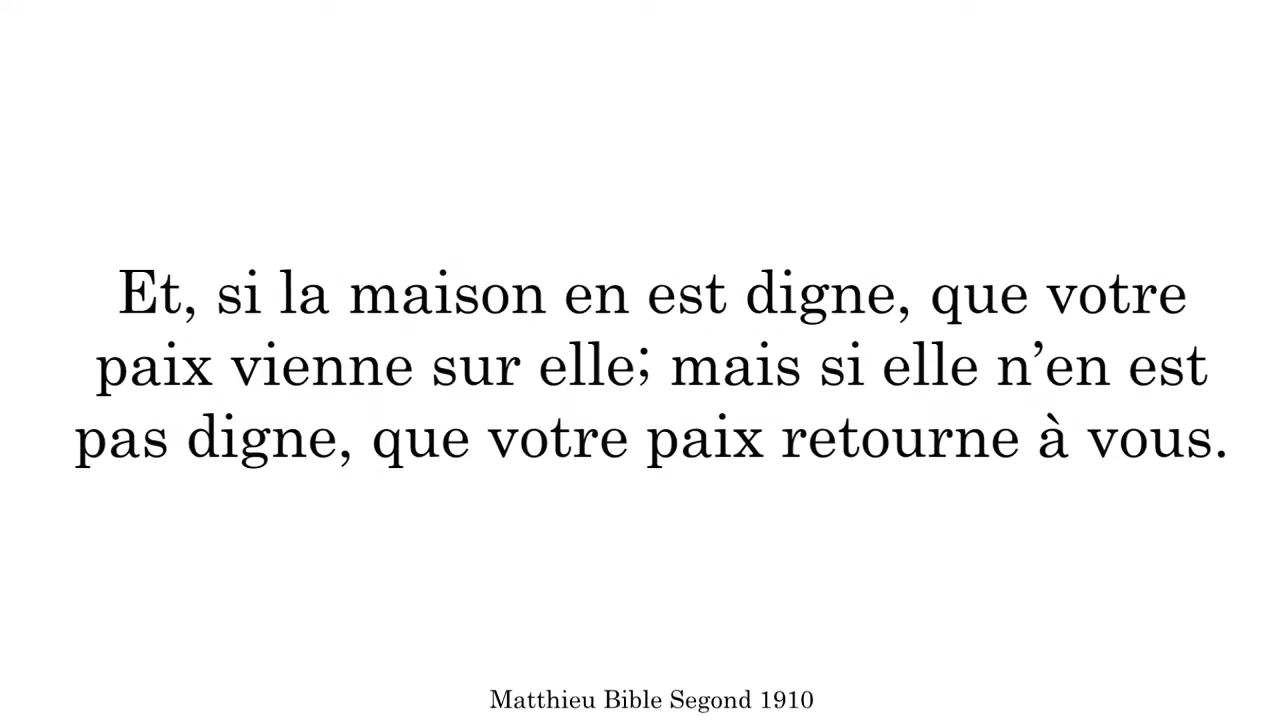 Et, si la maison en est digne, que votre
paix vienne sur elle; mais si elle n’en est
pas digne, que votre paix retourne à vous.
Matthieu Bible Segond 1910